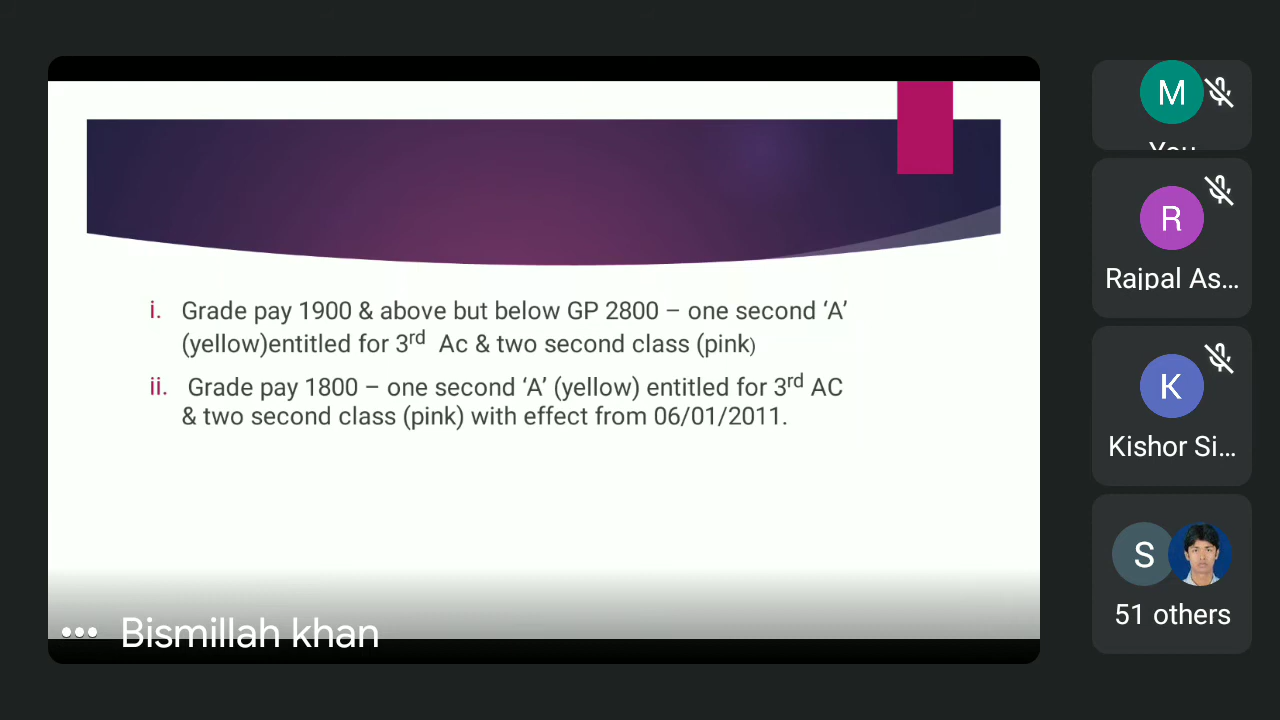 i. Grade pay 1900 & above but below GP 2800 – one second ‘A’
(yellow)entitled for 3rd Ac & two second class (pink)
ii. Grade pay 1800 – one second ‘A’ (yellow) entitled for 3rd AC
& two second class (pink) with effect from 06/01/2011.
Bismillah khan
M
You
R
Rajpal As...
K
Kishor Si...
S
51 others